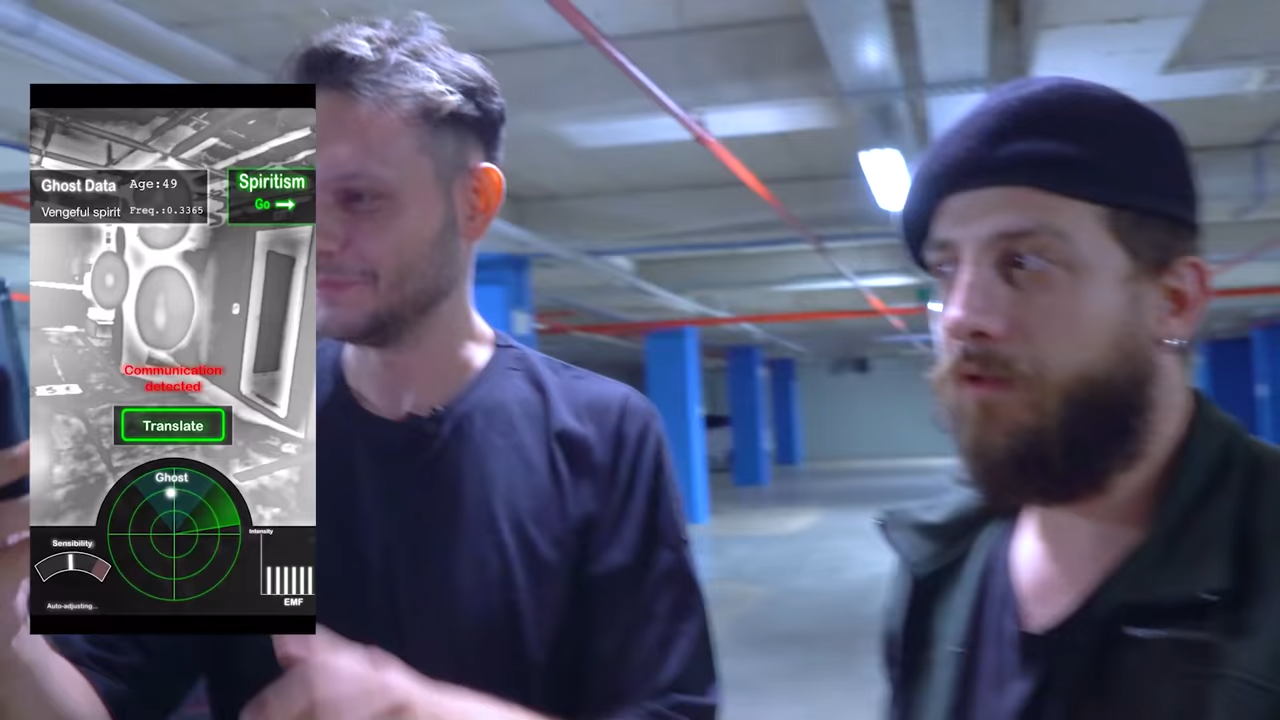 Ghost Data
Age:49
Vengeful spirit
Freq.:0.3365
Spiritism
Go
Communication
detected
Translate
Ghost
Sensibility
Auto-adjusting...
Intensity
EMF